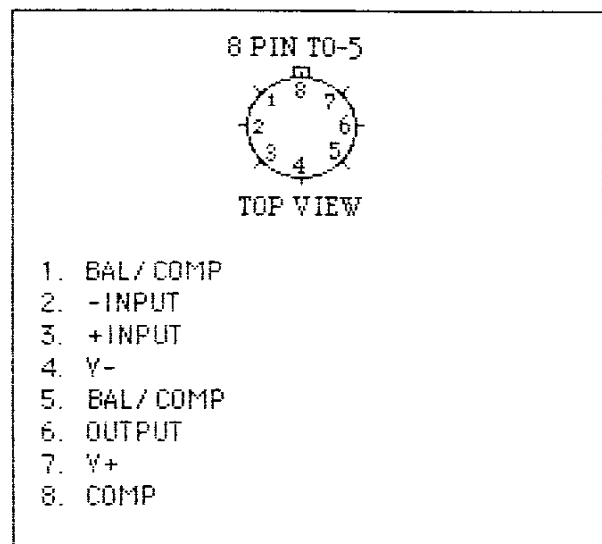 8 PIN TO-5
8
1 7
2 6
3 5
4
TOP VIEW
1. BAL/COMP
2. -INPUT
3. +INPUT
4. V-
5. BAL/COMP
6. OUTPUT
7. V+
8. COMP